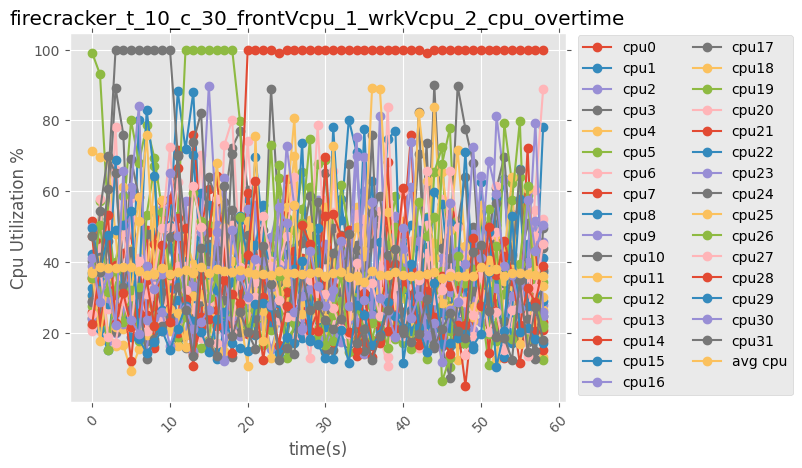 firecracker_t_10_c_30_frontVcpu_1_wrkVcpu_2_cpu_overtime
100
80
60
40
20
Cpu Utilization %
0
10
20
30
40
50
60
time(s)
cpu0
cpu1
cpu2
cpu3
cpu4
cpu5
cpu6
cpu7
cpu8
cpu9
cpu10
cpu11
cpu12
cpu13
cpu14
cpu15
cpu16
cpu17
cpu18
cpu19
cpu20
cpu21
cpu22
cpu23
cpu24
cpu25
cpu26
cpu27
cpu28
cpu29
cpu30
cpu31
avg cpu